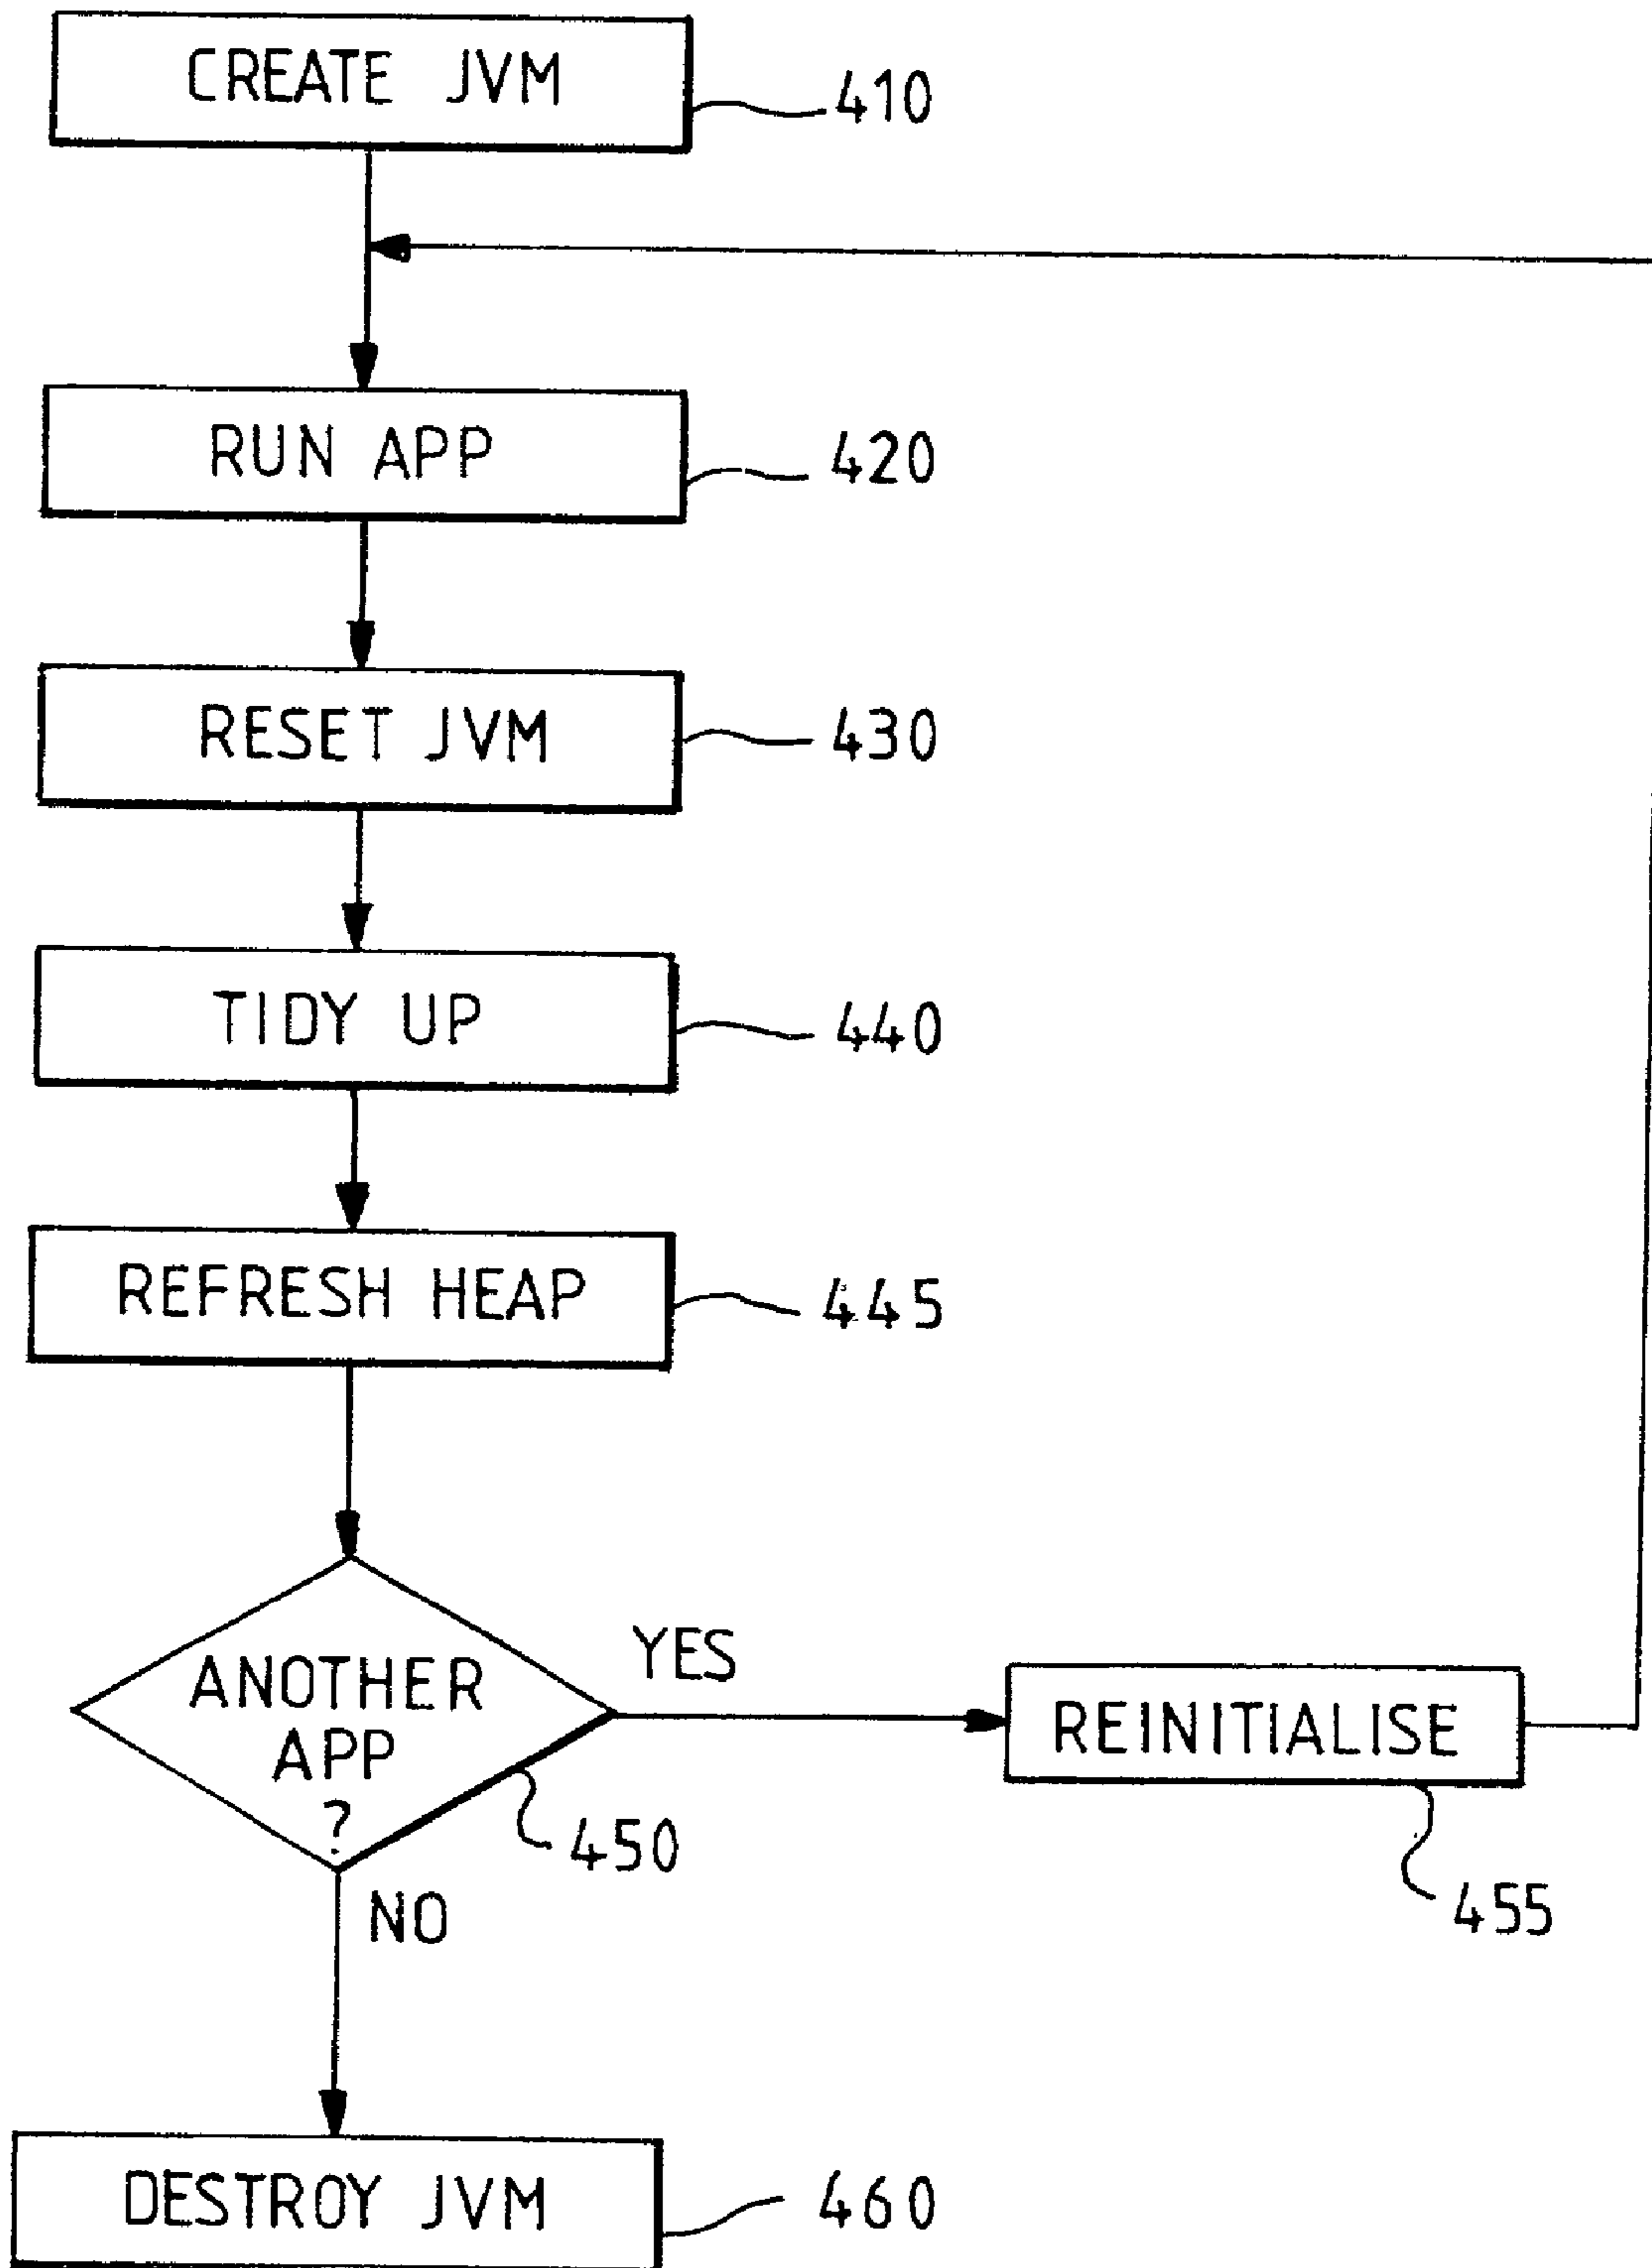 CREATE JVM
410
RUN APP
420
RESET JVM
430
TIDY UP
440
REFRESH HEAP
445
ANOTHER
APP
?
YES
450
NO
REINITIALISE
455
DESTROY JVM
460